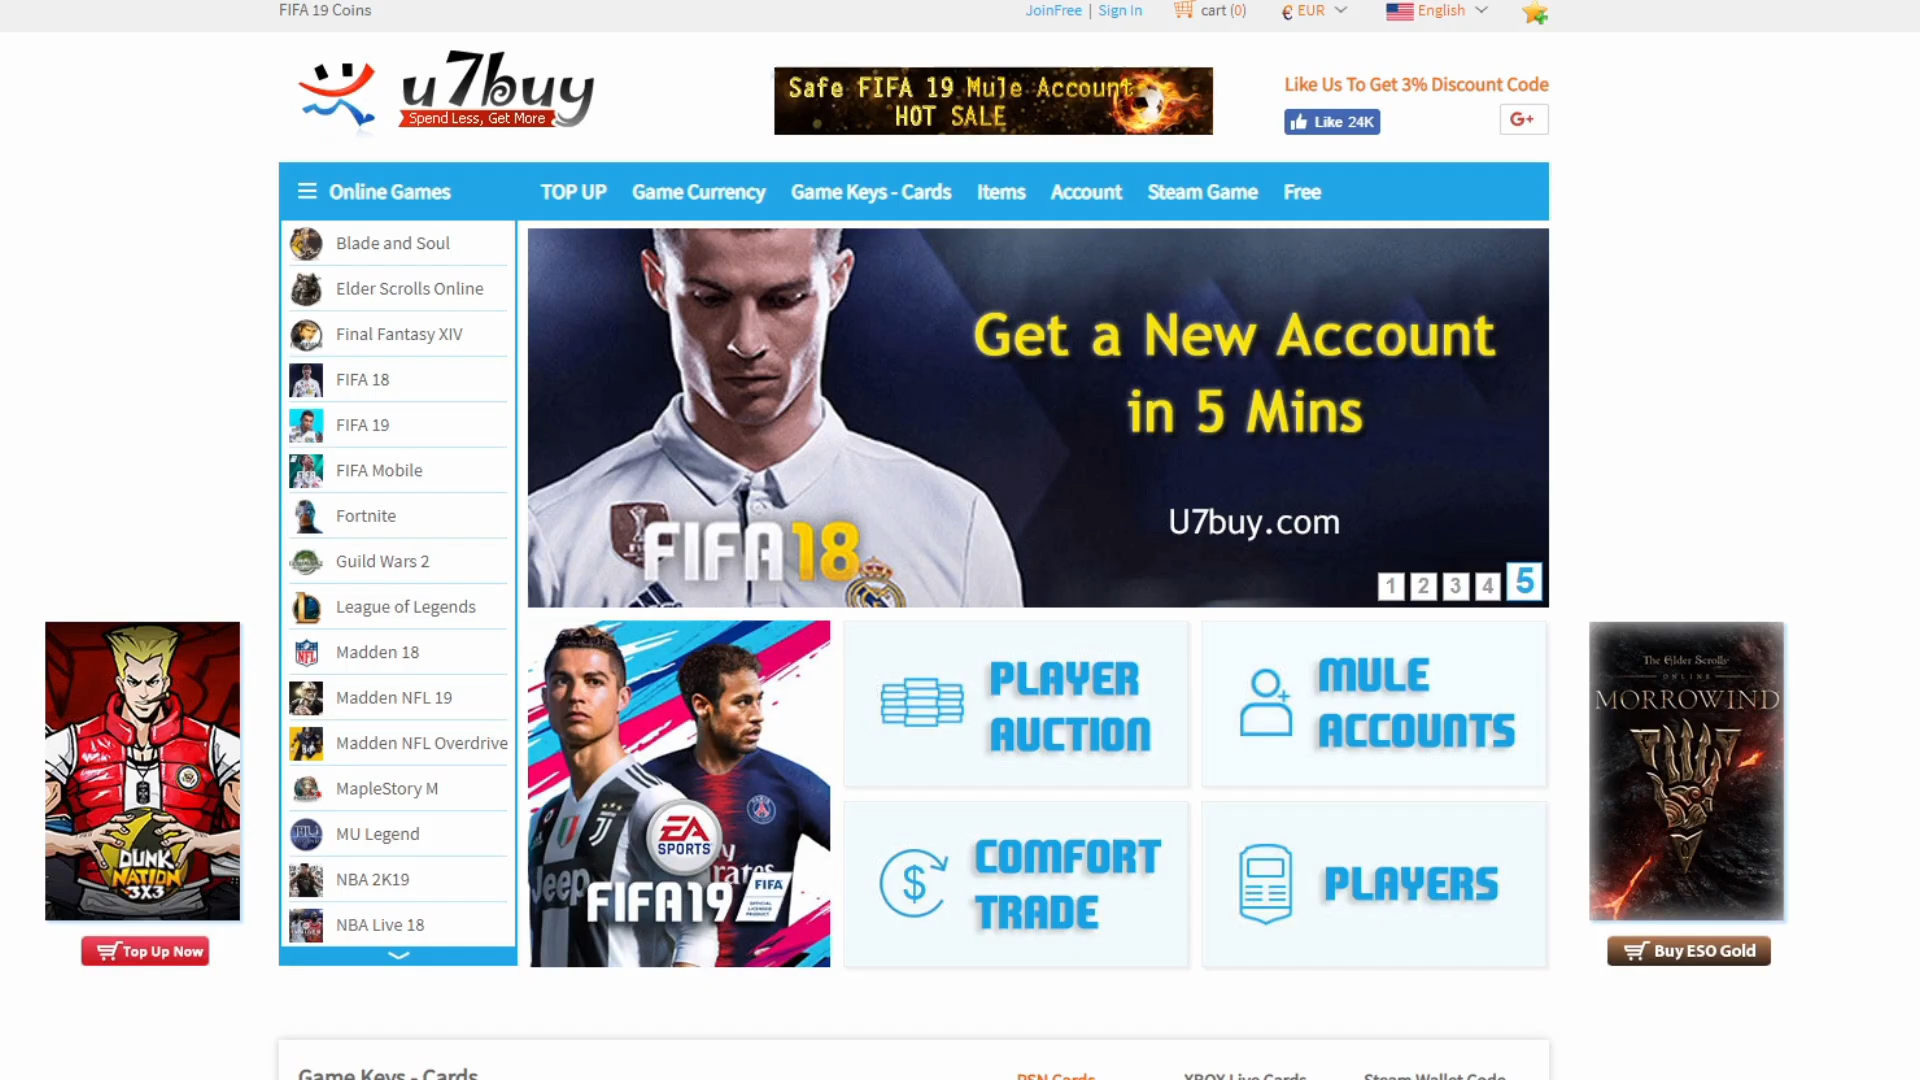 FIFA 19 Coins
JoinFree | Sign In
cart (0)
€ EUR
English
u7buy
Spend Less, Get More
Safe FIFA 19 Mule Account
HOT SALE
Like Us To Get 3% Discount Code
Like 24K
G+
Online Games
TOP UP
Game Currency
Game Keys - Cards
Items
Account
Steam Game
Free
Blade and Soul
Elder Scrolls Online
Final Fantasy XIV
FIFA 18
FIFA 19
FIFA Mobile
Fortnite
Guild Wars 2
League of Legends
Madden 18
Madden NFL 19
Madden NFL Overdrive
MapleStory M
MU Legend
NBA 2K19
NBA Live 18
Get a New Account
in 5 Mins
U7buy.com
FIFA 18
1 2 3 4 5
EA
SPORTS
Jeep
FIFA 19
FIFA
OFFICIAL
LICENSED
PRODUCT
PLAYER
AUCTION
MULE
ACCOUNTS
COMFORT
TRADE
PLAYERS
DUNK
NATION
3X3
Top Up Now
The Elder Scrolls
ONLINE
MORROWIND
Buy ESO Gold
Game Keys - Cards
PSN Cards
XBOX Live Cards
Steam Wallet Code